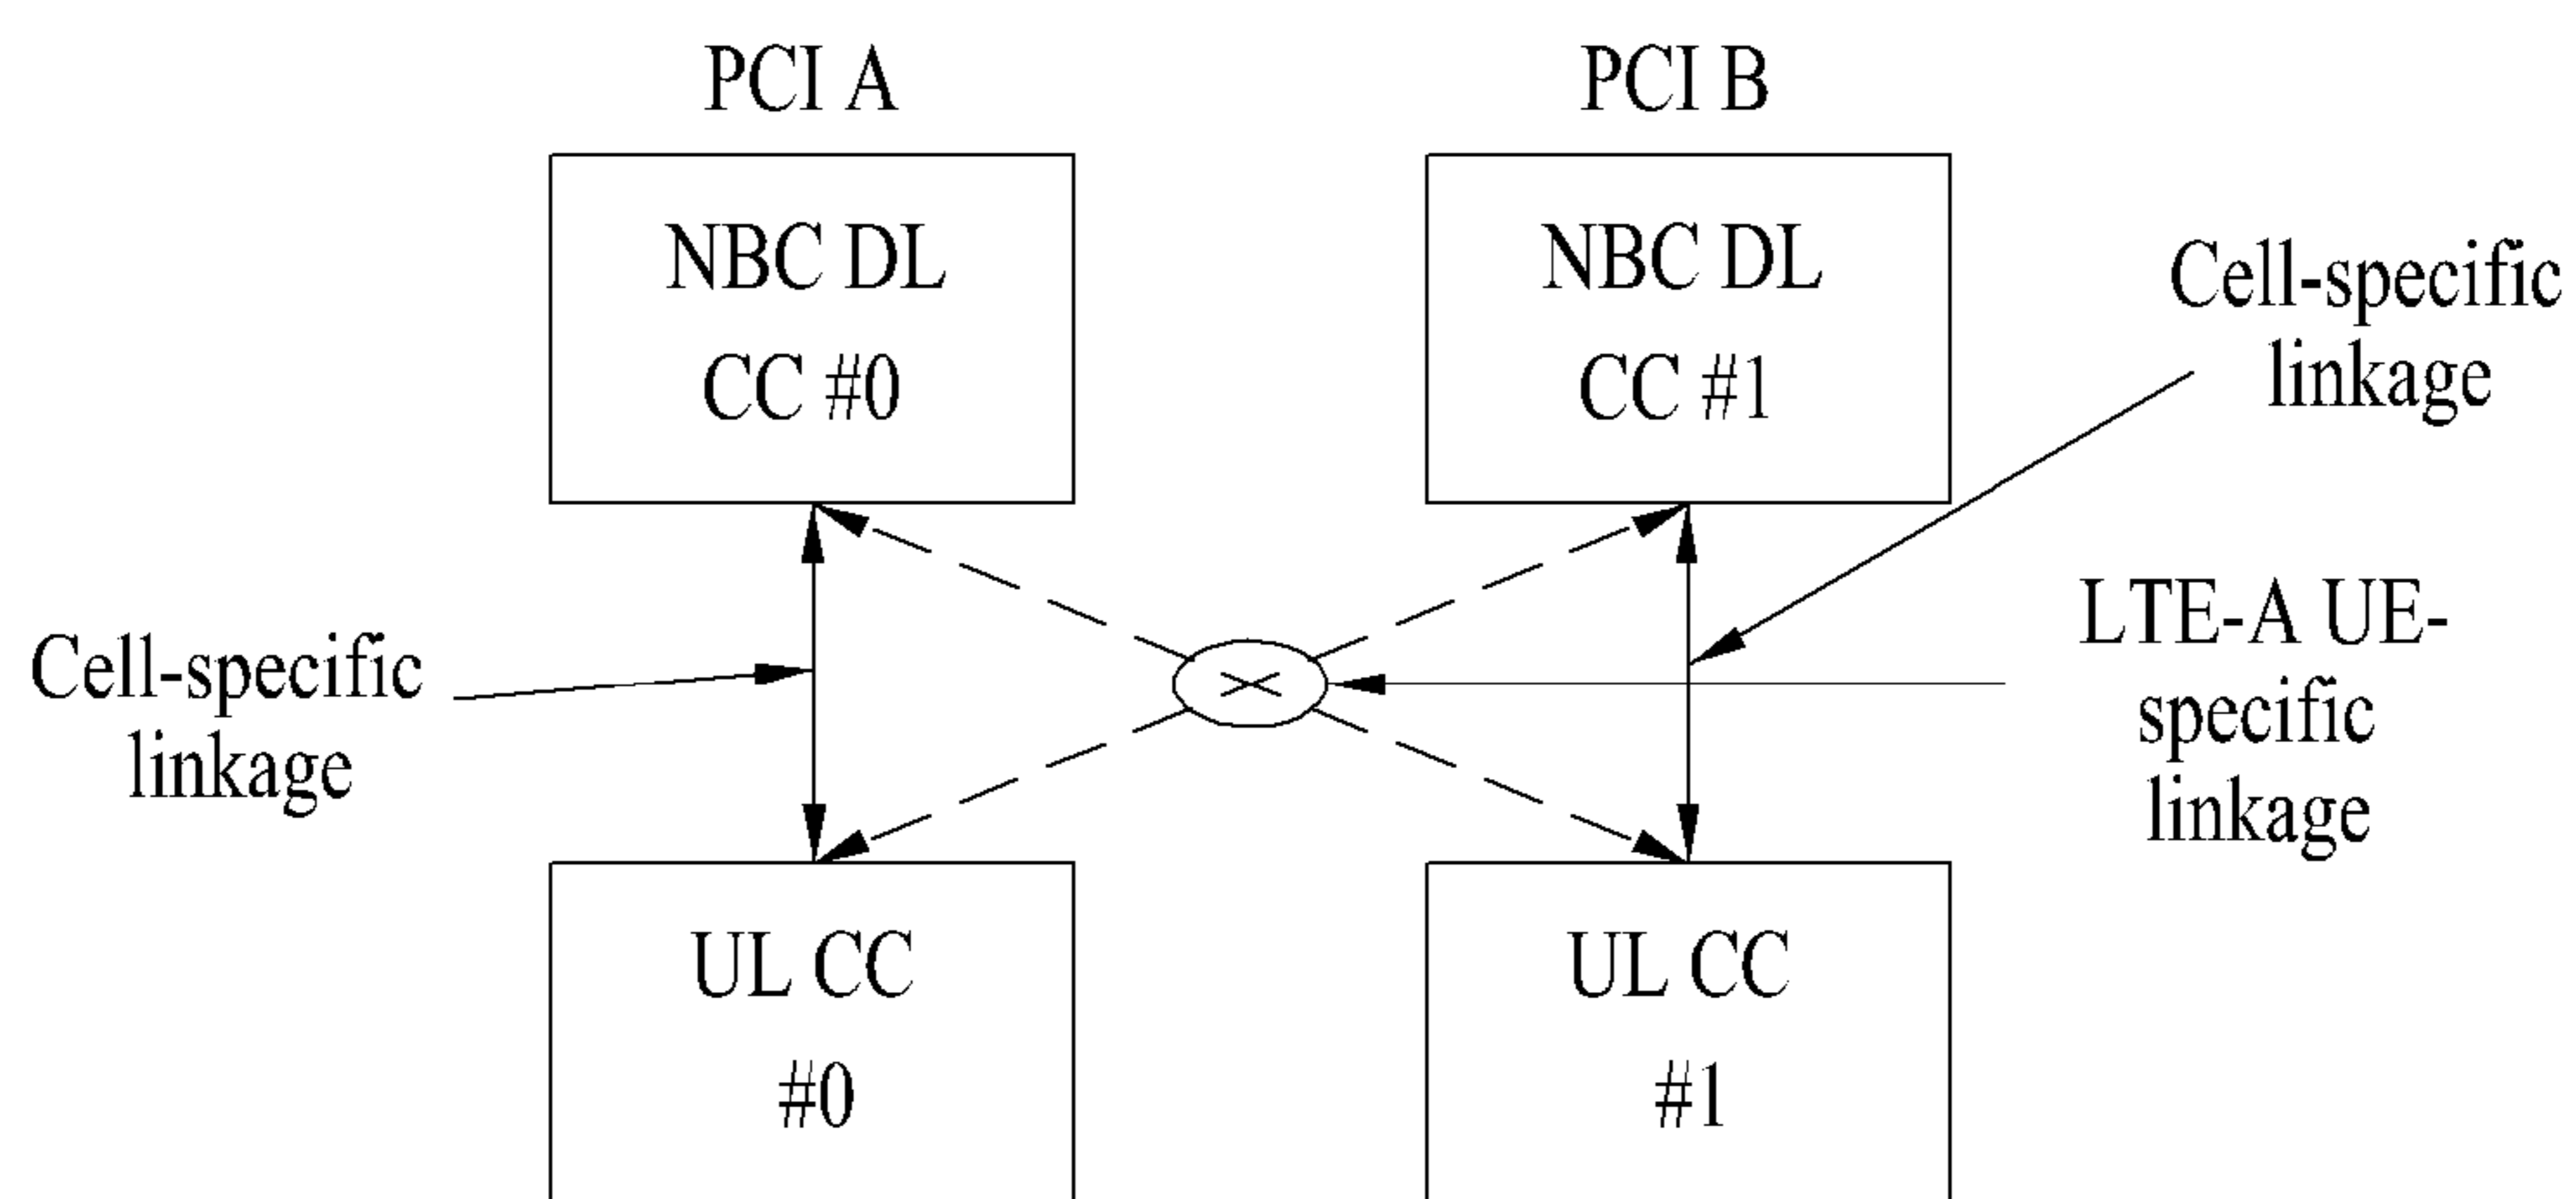 PCI A
PCI B
NBC DL
CC #0
NBC DL
CC #1
Cell-specific
linkage
Cell-specific
linkage
LTE-A UE-
specific
linkage
UL CC
#0
UL CC
#1